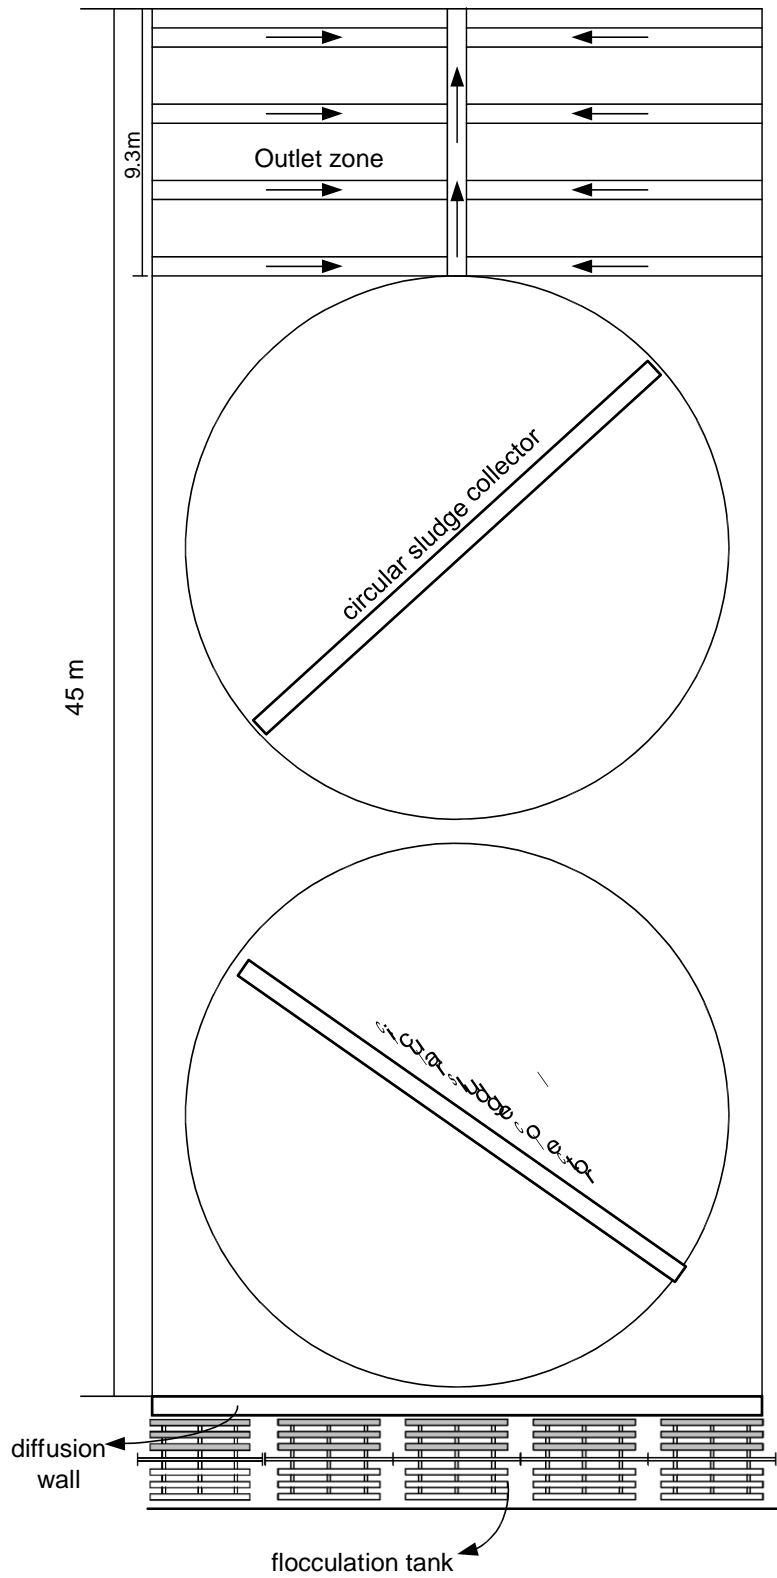 9.3m
Outlet zone
circular sludge collector
45 m
diffusion
wall
flocculation tank